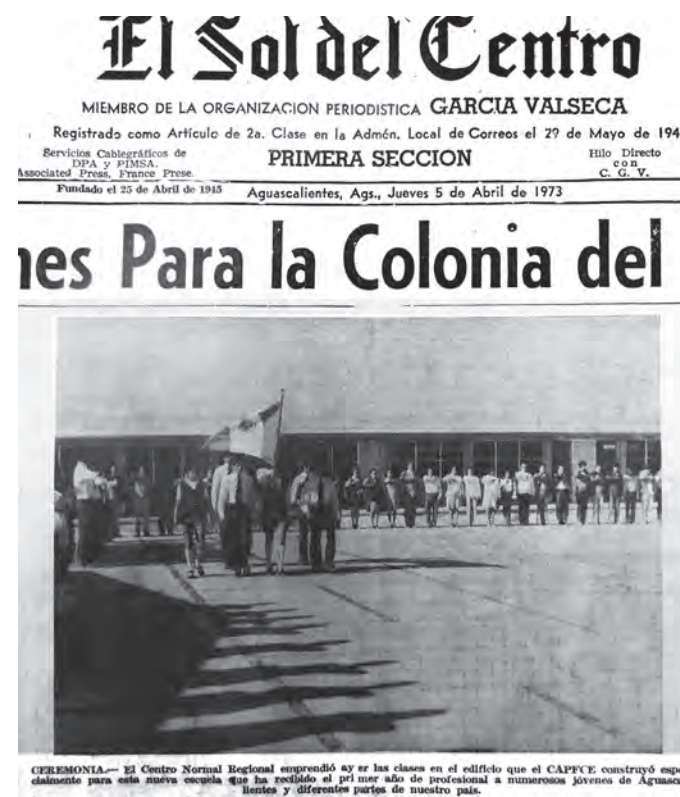 El Sol del Centro
MIEMBRO DE LA ORGANIZACION PERIODISTICA GARCIA VALSECA
Registrado como Artículo de 2a. Clase en la Admón. Local de Correos el 29 de Mayo de 194
Servicios Cablegráficos de
DPA y PIMSA.
Associated Press, France Prese.
PRIMERA SECCION
Hilo Directo
con
C. G. V.
Fundado el 25 de Abril de 1945
Aguascalientes, Ags., Jueves 5 de Abril de 1973
nes Para la Colonia del
CEREMONIA.— El Centro Normal Regional emprendió ay er las clases en el edificio que el CAPFCE construyó espe
cialmente para esta nueva escuela que ha recibido el pri mer año de profesional a numerosos jóvenes de Aguasca
lientes y diferentes partes de nuestro país.